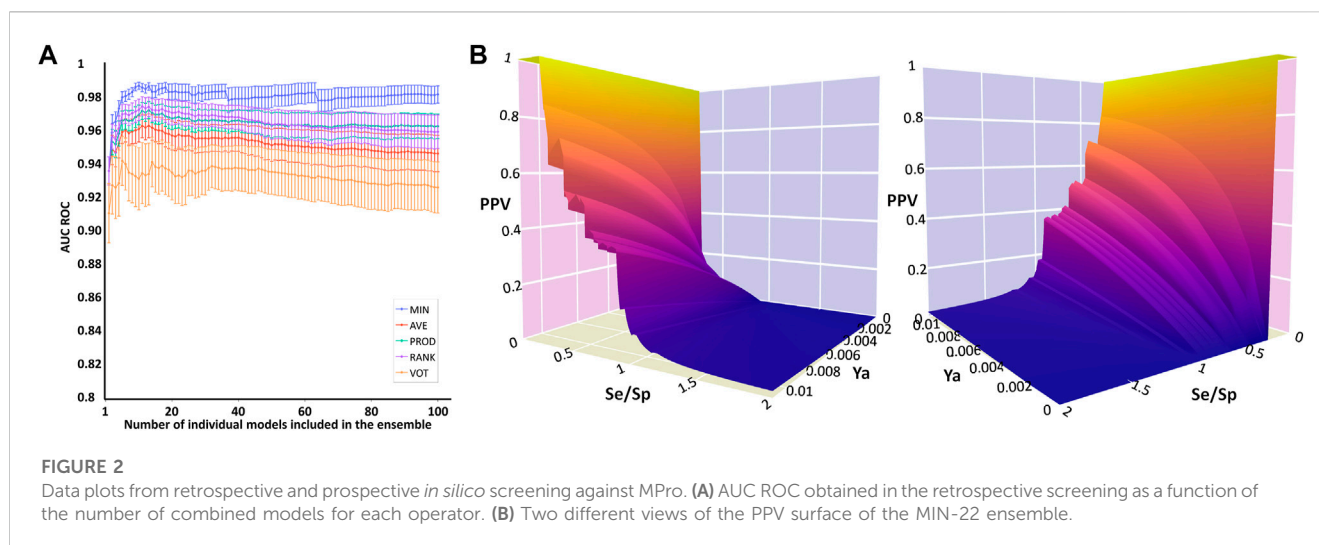 A
1
0.98
0.96
0.94
0.92
0.90
0.88
0.86
0.84
0.82
0.8
AUC ROC
MIN
AVE
PROD
RANK
VOT
1 20 40 60 80 100
Number of individual models included in the ensemble
B
1
0.8
0.6
PPV
0.4
0.2
0
0.5
1
1.5
2
Se/Sp
0
0.002
0.004
0.006
0.008
0.01
Ya
1
0.8
0.6
PPV
0.4
0.2
0
0.01
0.008
0.006
0.004
0.002
0
Ya
2
1.5
1
0.5
0
Se/Sp
FIGURE 2
Data plots from retrospective and prospective in silico screening against MPro. (A) AUC ROC obtained in the retrospective screening as a function of
the number of combined models for each operator. (B) Two different views of the PPV surface of the MIN-22 ensemble.